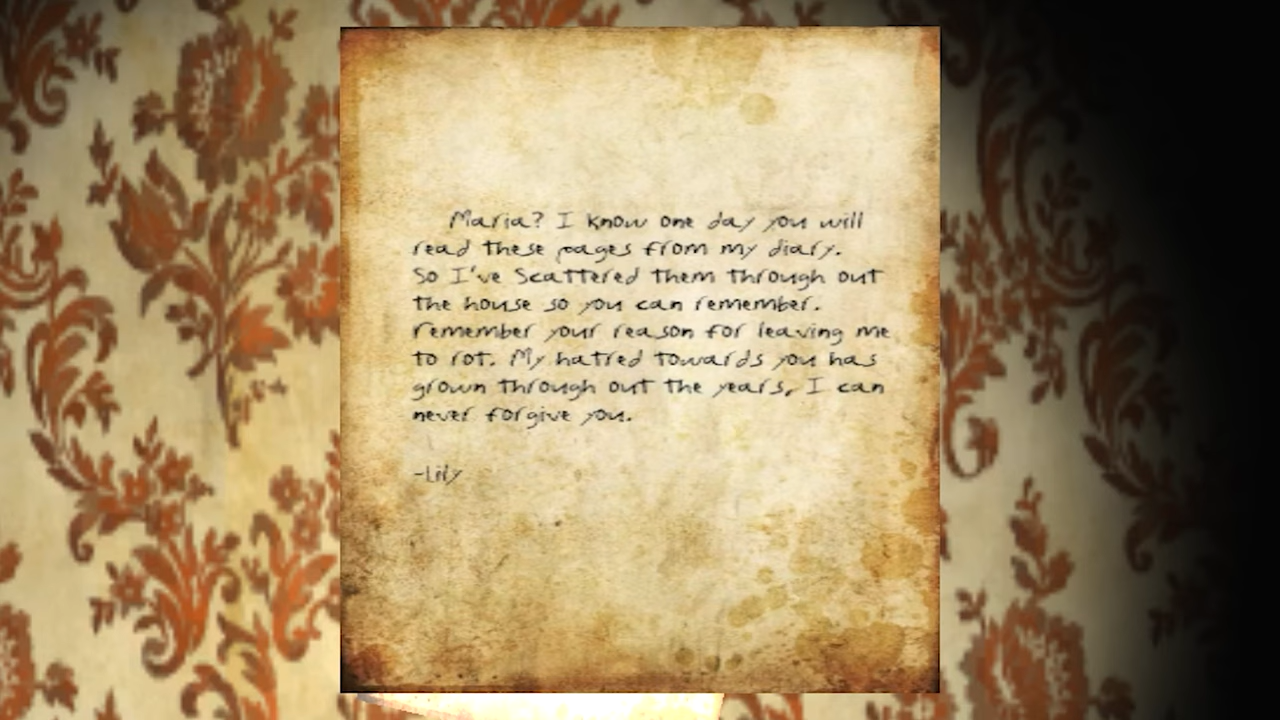 Maria? I know one day you will
read these pages from my diary.
So I've Scattered them through out
the house so you can remember.
remember your reason for leaving me
to rot. My hatred towards you has
grown through out the years, I can
never forgive you.
-Lily